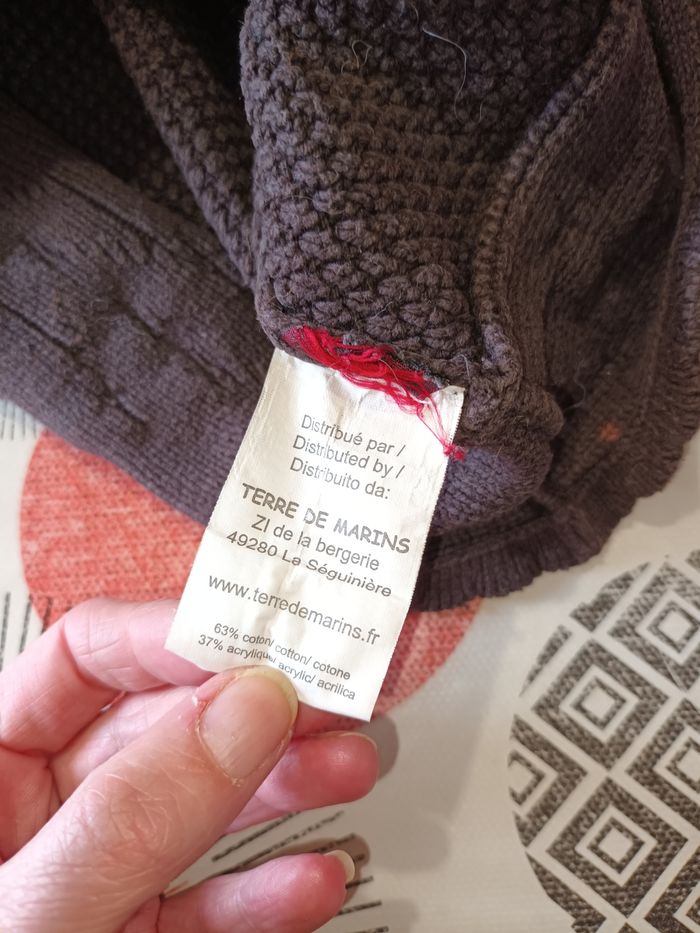 Distribué par /
Distributed by /
Distribuito da:
TERRE DE MARINS
ZI de la bergerie
49280 La Séguinière
www.terredemarins.fr
63% coton/ cotton/ cotone
37% acrylique/ acrylic/ acrilica